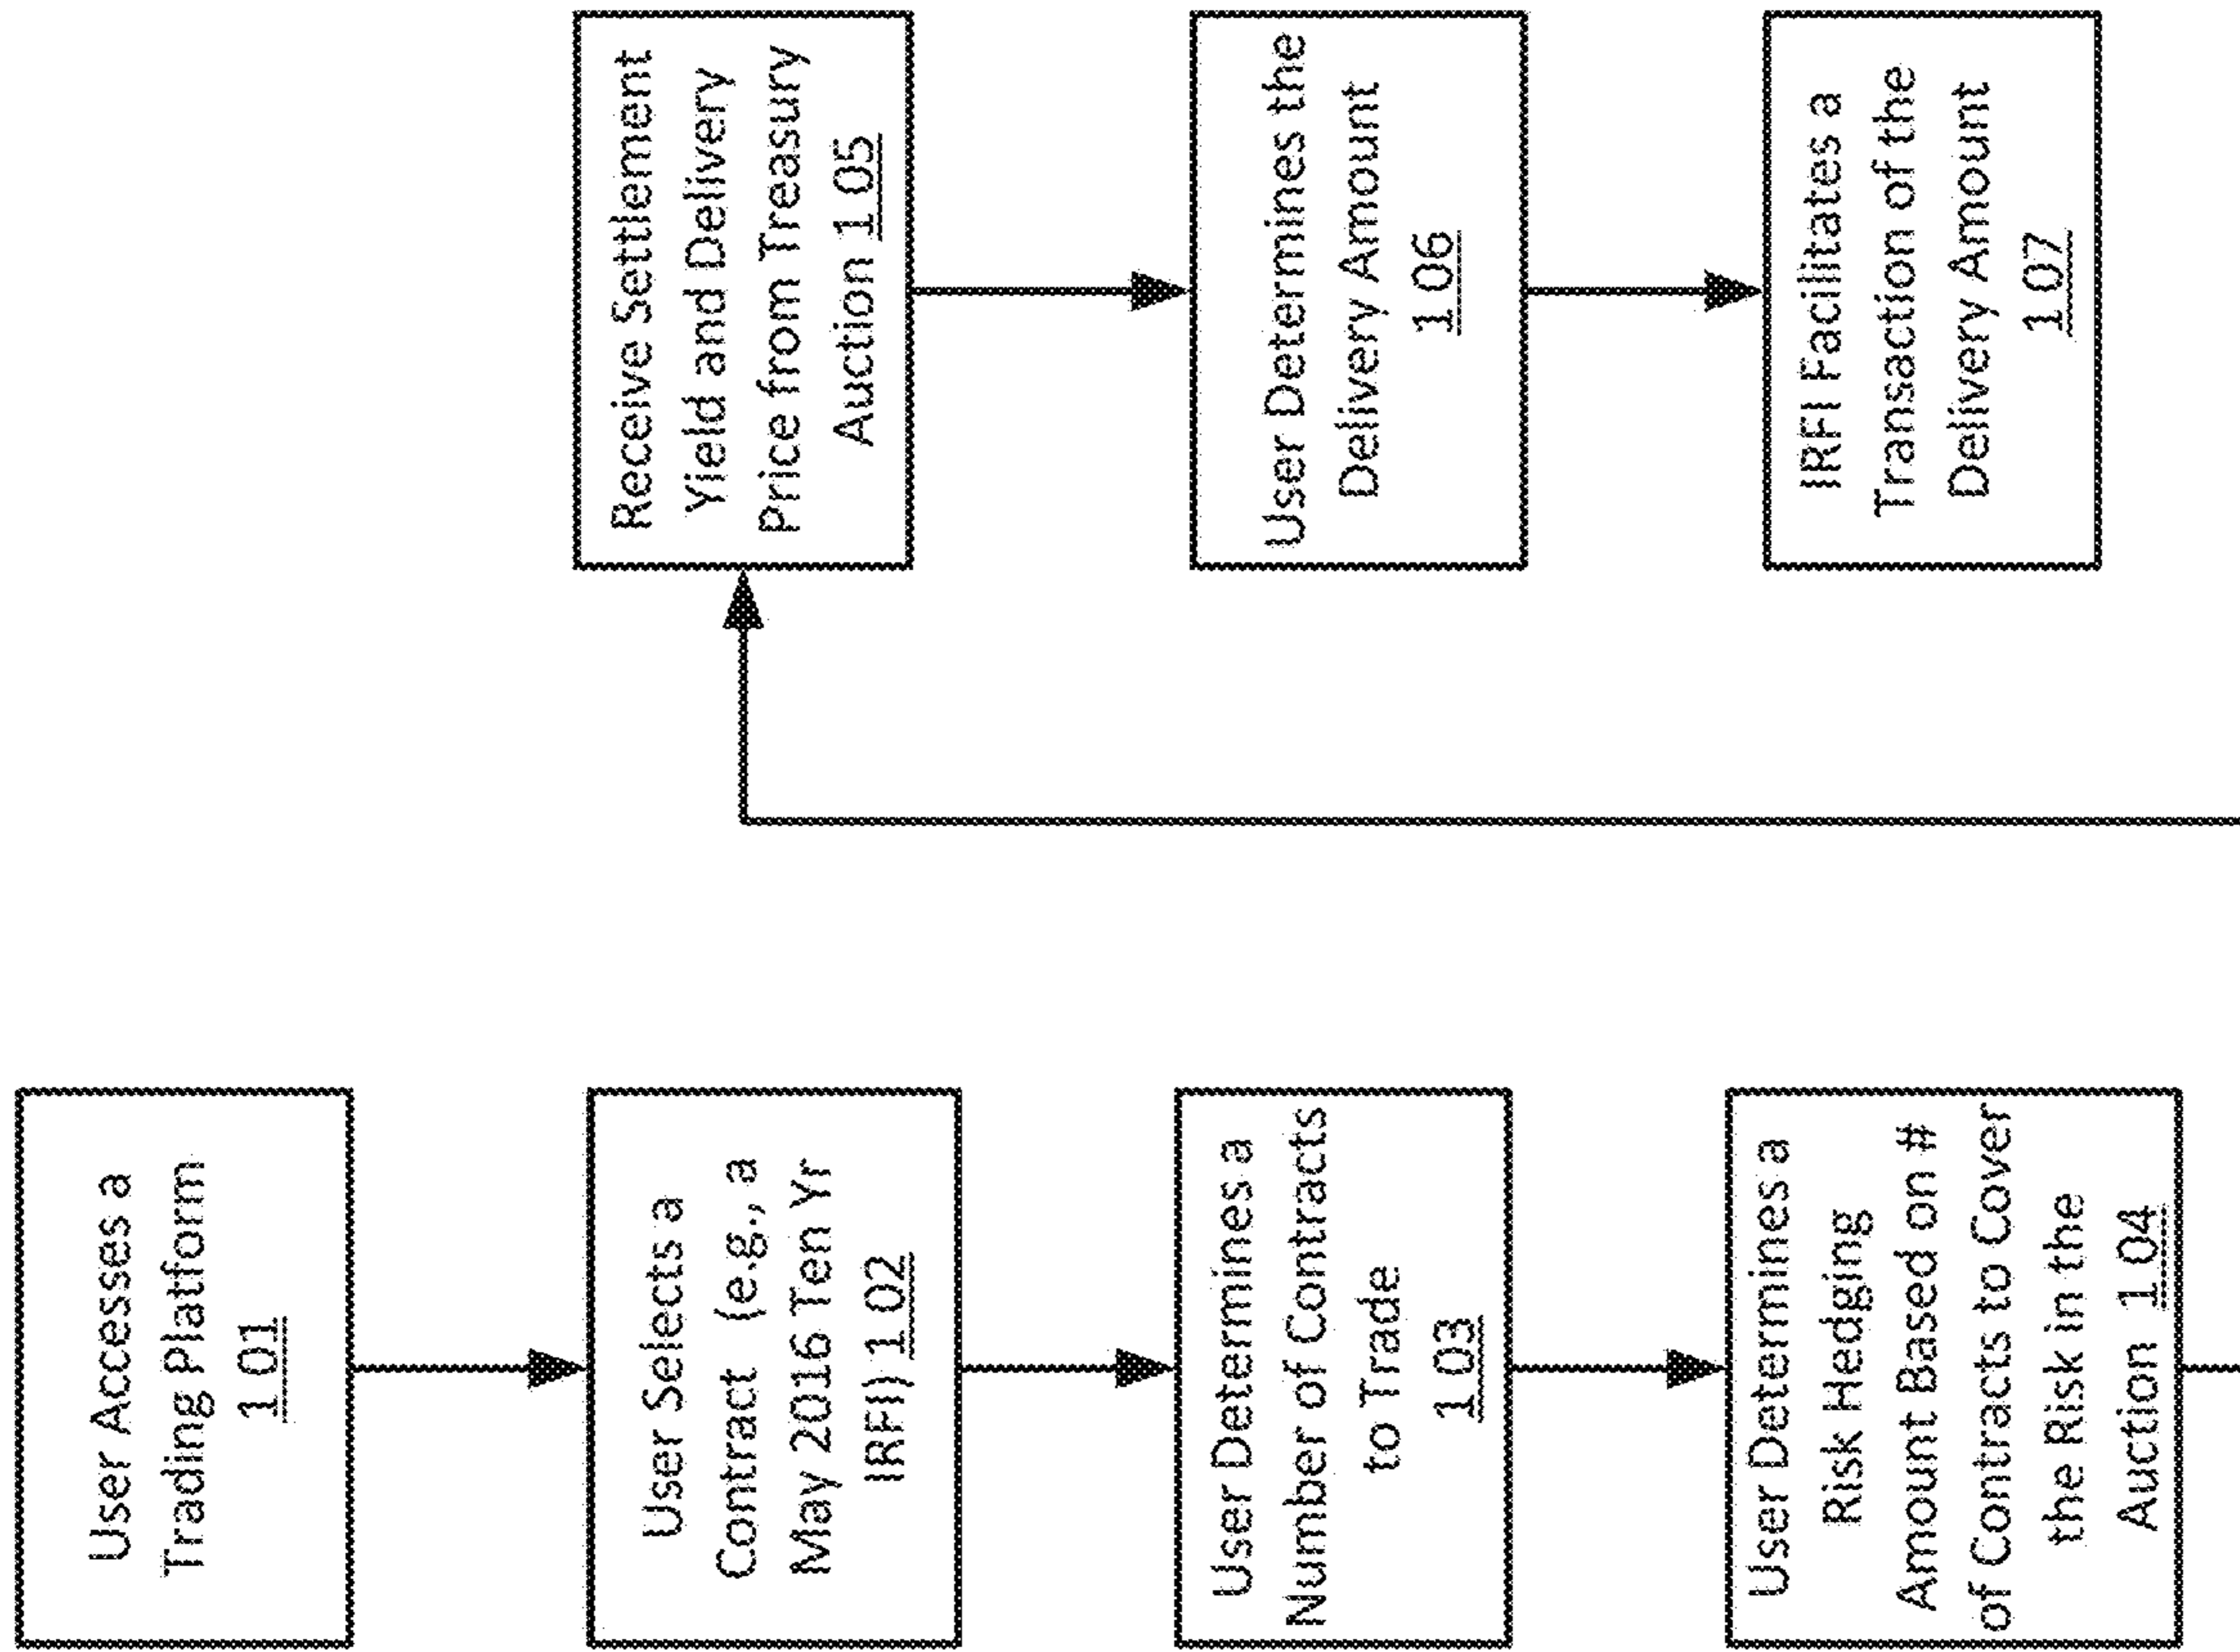 User Accesses a
Trading Platform
101
User Selects a
Contract (e.g., a
May 2016 Ten Yr
IRFI) 102
User Determines a
Number of Contracts
to Trade
103
User Determines a
Risk Hedging
Amount Based on #
of Contracts to Cover
the Risk in the
Auction 104
Receive Settlement
Yield and Delivery
Price from Treasury
Auction 105
User Determines the
Delivery Amount
106
IRFI Facilitates a
Transaction of the
Delivery Amount
107